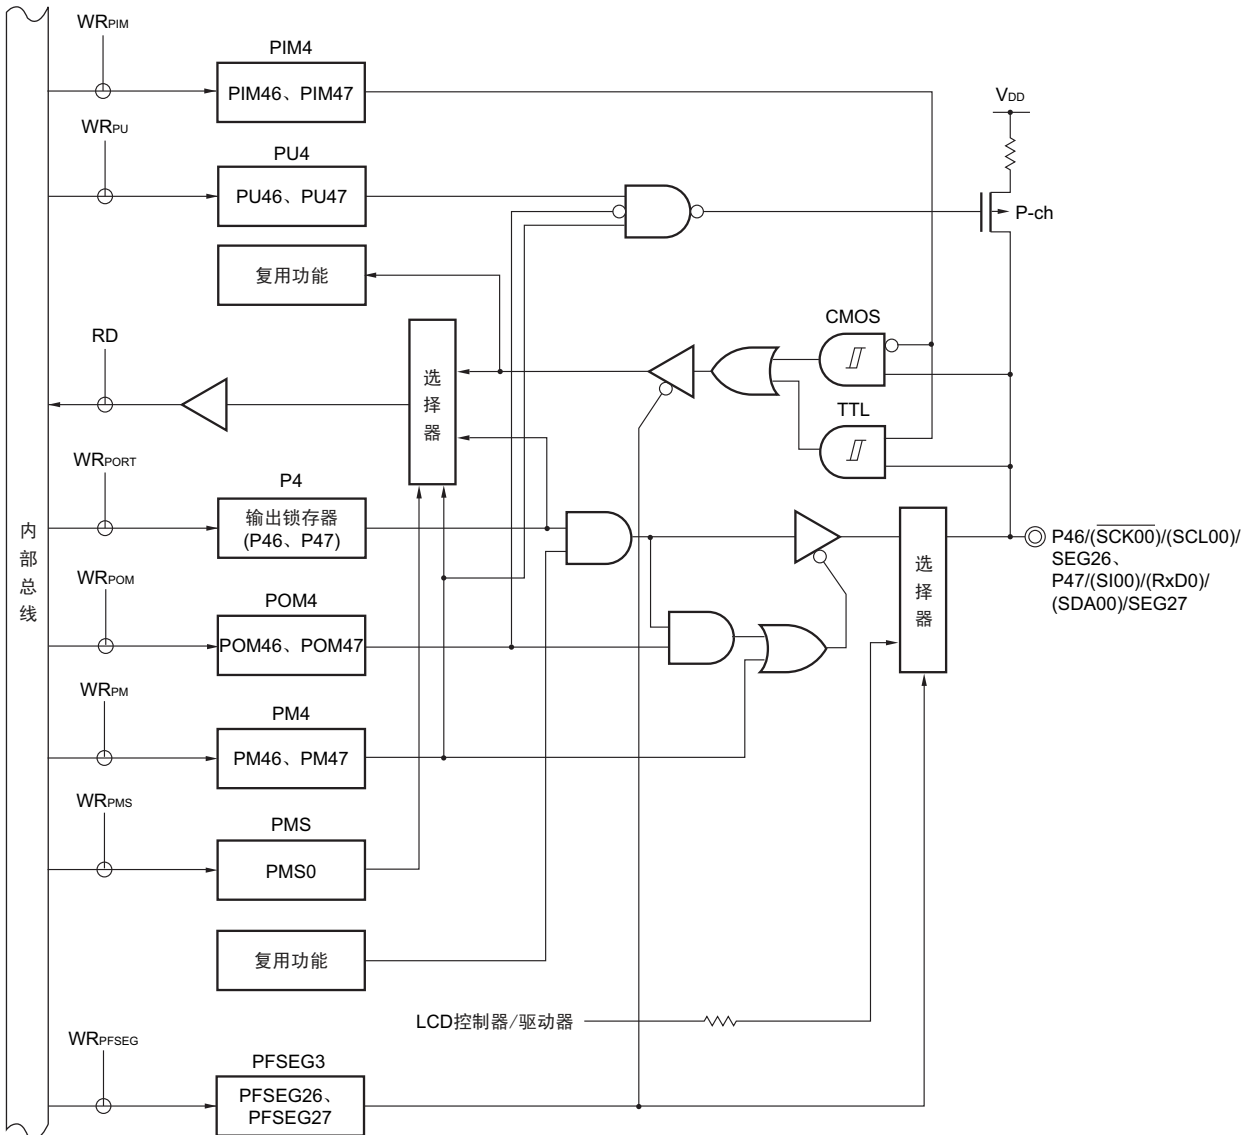 WRPIM
PIM4
PIM46、PIM47
VDD
WRPU
PU4
PU46、PU47
P-ch
复用功能
RD
CMOS
选择器
TTL
WRPORT
P4
输出锁存器
(P46、P47)
内部总线
选择器
P46/(SCK00)/(SCL00)/
SEG26、
P47/(SI00)/(RxD0)/
(SDA00)/SEG27
WRPOM
POM4
POM46、POM47
WRPM
PM4
PM46、PM47
WRPMS
PMS
PMS0
复用功能
LCD控制器/驱动器
WRPFSEG
PFSEG3
PFSEG26、
PFSEG27